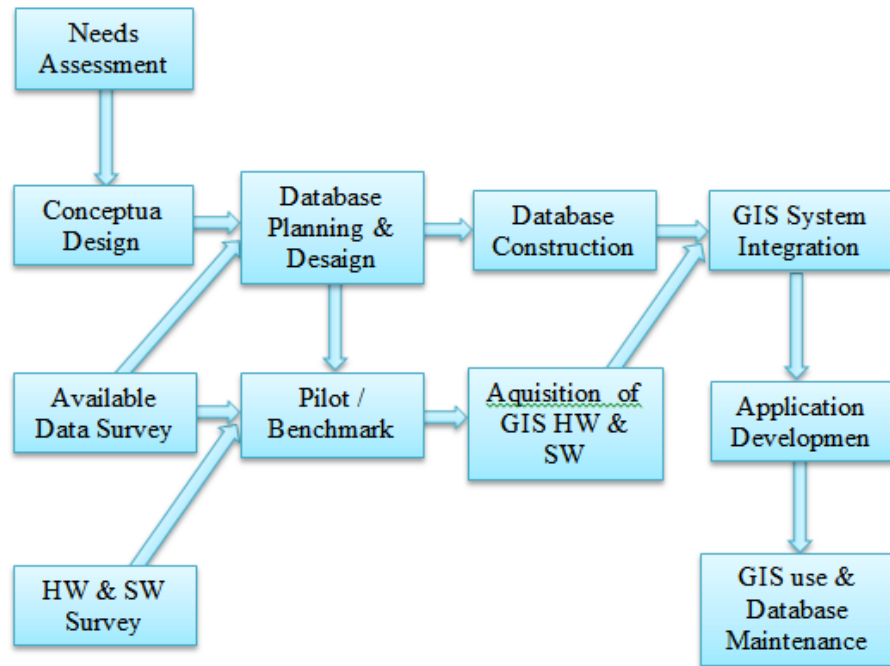 Needs
Assessment
Conceptua
Design
Database
Planning &
Desaign
Database
Construction
GIS System
Integration
Available
Data Survey
Pilot /
Benchmark
Aquisition of
GIS HW &
SW
Application
Developmen
HW & SW
Survey
GIS use &
Database
Maintenance